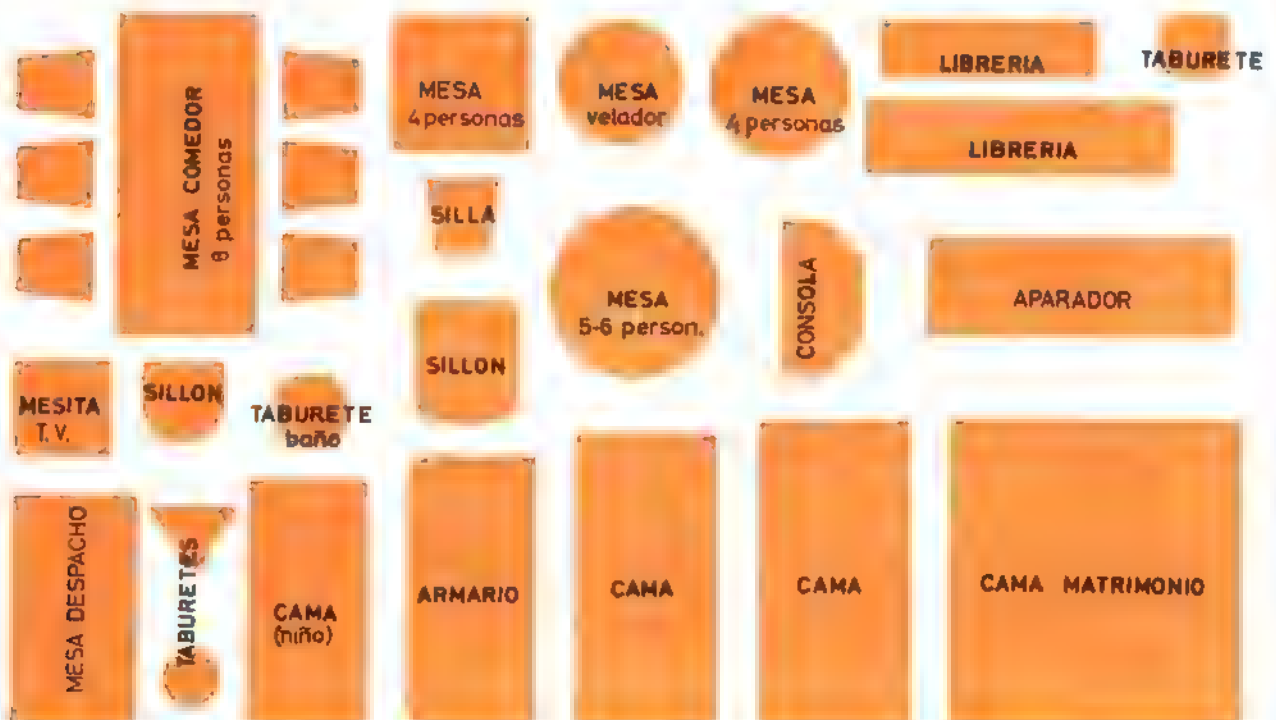 MESA COMEDOR
8 personas
MESA
4 personas
MESA
velador
MESA
4 personas
LIBRERIA
TABURETE
LIBRERIA
SILLA
MESA
5-6 person.
CONSOLA
APARADOR
SILLON
MESITA
T.V.
SILLON
TABURETE
baño
MESA DESPACHO
TABURETES
CAMA
(niño)
ARMARIO
CAMA
CAMA
CAMA MATRIMONIO